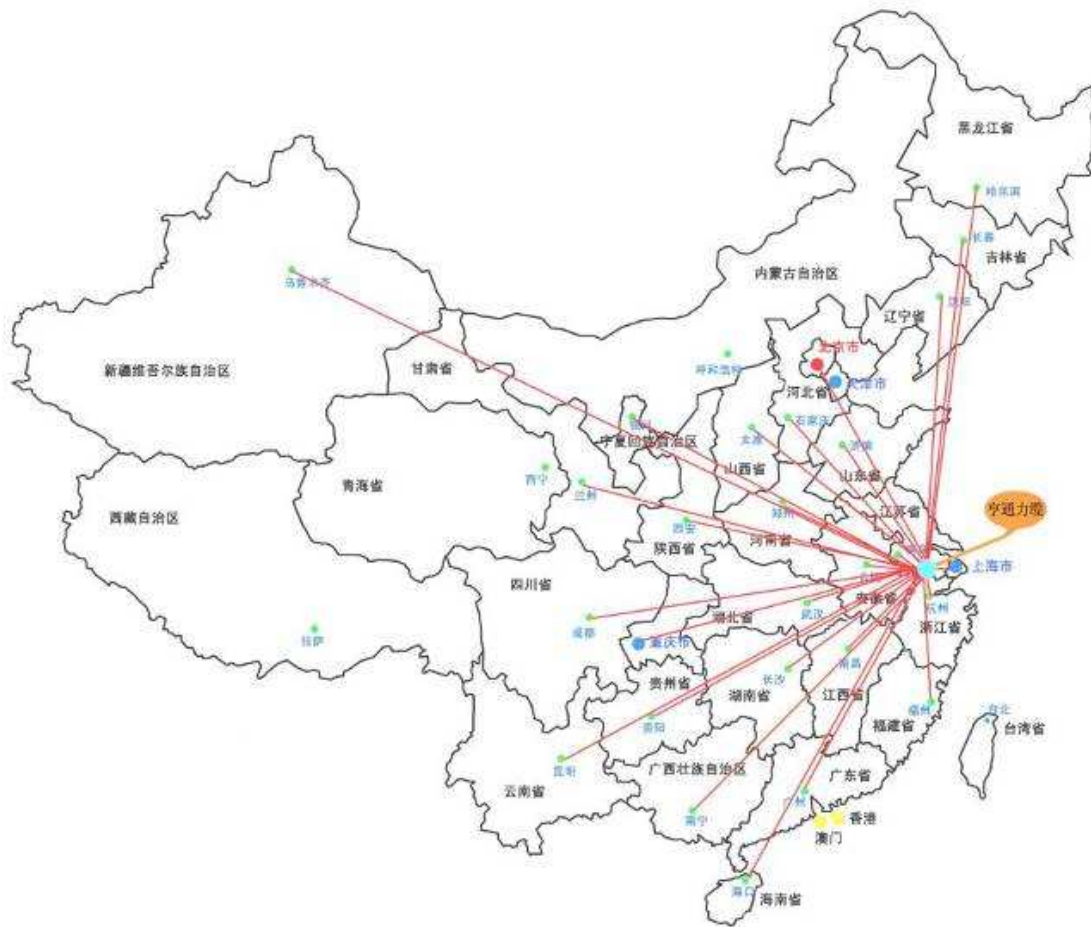 黑龙江省
哈尔滨
长春
吉林省
内蒙古自治区
乌鲁木齐
沈阳
辽宁省
北京市
呼和浩特
新疆维吾尔族自治区
甘肃省
天津市
河北省
银川
石家庄
宁夏回族自治区
太原
济南
山西省
山东省
西宁
青海省
兰州
亨通力缆
江苏省
郑州
西藏自治区
西安
河南省
陕西省
上海市
四川省
安徽省
武汉
杭州
湖北省
浙江省
成都
拉萨
重庆市
南昌
长沙
贵州省
湖南省
江西省
福州
台北
贵阳
福建省
台湾省
昆明
广西壮族自治区
广东省
云南省
广州
南宁
香港
澳门
海口
海南省